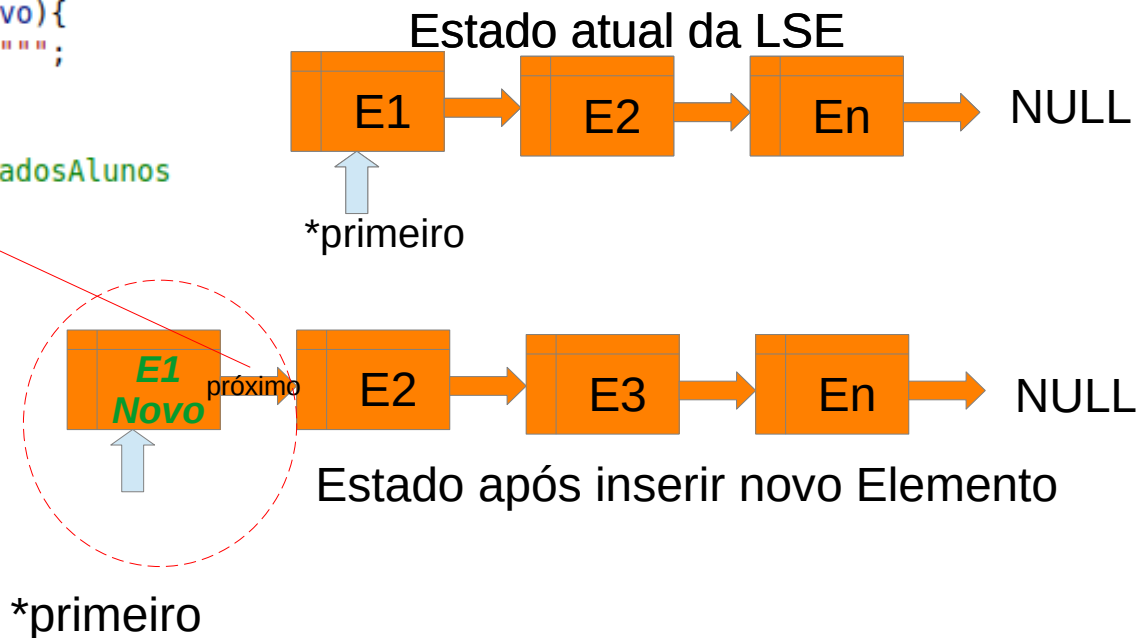 vo){
""";
adosAlunos
Estado atual da LSE
E1
E2
En
NULL
*primeiro
E1
Novo
próximo
E2
E3
En
NULL
Estado após inserir novo Elemento
*primeiro